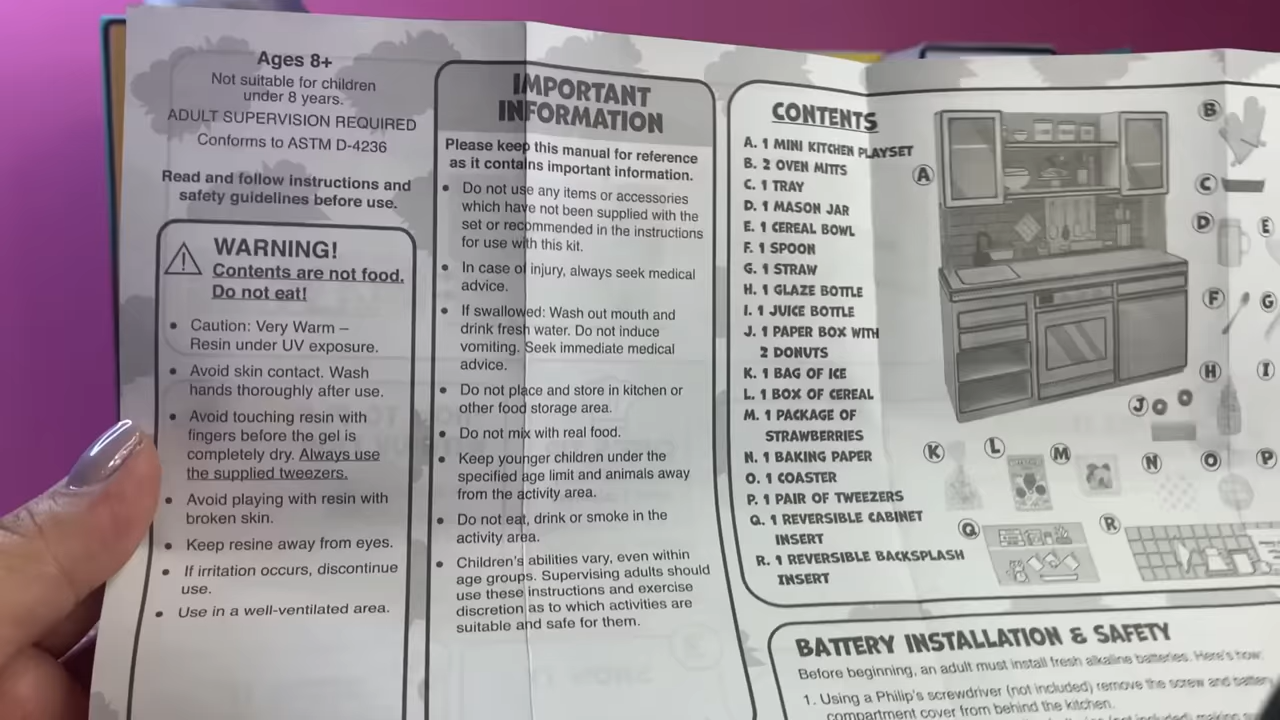 Ages 8+
Not suitable for children
under 8 years.
ADULT SUPERVISION REQUIRED
Conforms to ASTM D-4236
Read and follow instructions and
safety guidelines before use.
WARNING!
Contents are not food.
Do not eat!
• Caution: Very Warm –
Resin under UV exposure.
• Avoid skin contact. Wash
hands thoroughly after use.
• Avoid touching resin with
fingers before the gel is
completely dry. Always use
the supplied tweezers.
• Avoid playing with resin with
broken skin.
• Keep resine away from eyes.
• If irritation occurs, discontinue
use.
• Use in a well-ventilated area.
IMPORTANT
INFORMATION
Please keep this manual for reference
as it contains important information.
• Do not use any items or accessories
which have not been supplied with the
set or recommended in the instructions
for use with this kit.
• In case of injury, always seek medical
advice.
• If swallowed: Wash out mouth and
drink fresh water. Do not induce
vomiting. Seek immediate medical
advice.
• Do not place and store in kitchen or
other food storage area.
• Do not mix with real food.
• Keep younger children under the
specified age limit and animals away
from the activity area.
• Do not eat, drink or smoke in the
activity area.
• Children's abilities vary, even within
age groups. Supervising adults should
use these instructions and exercise
discretion as to which activities are
suitable and safe for them.
CONTENTS
A. 1 MINI KITCHEN PLAYSET
B. 2 OVEN MITTS
C. 1 TRAY
D. 1 MASON JAR
E. 1 CEREAL BOWL
F. 1 SPOON
G. 1 STRAW
H. 1 GLAZE BOTTLE
I. 1 JUICE BOTTLE
J. 1 PAPER BOX WITH
2 DONUTS
K. 1 BAG OF ICE
L. 1 BOX OF CEREAL
M. 1 PACKAGE OF
STRAWBERRIES
N. 1 BAKING PAPER
O. 1 COASTER
P. 1 PAIR OF TWEEZERS
Q. 1 REVERSIBLE CABINET
INSERT
R. 1 REVERSIBLE BACKSPLASH
INSERT
A
B
C
D
E
F
G
H
I
J
K
L
M
N
O
P
Q
R
BATTERY INSTALLATION & SAFETY
Before beginning, an adult must install fresh alkaline batteries. Here's how:
1. Using a Philip's screwdriver (not included) remove the screw and battery
compartment cover from behind the kitchen.